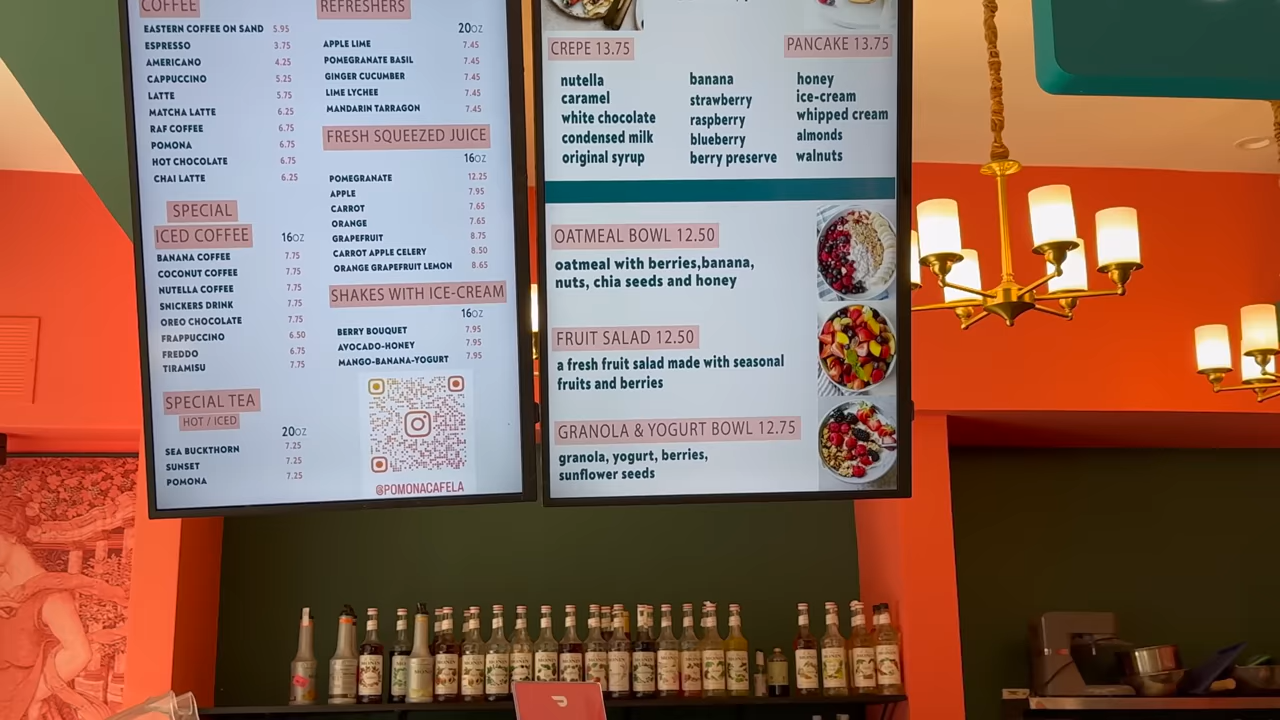 COFFEE
EASTERN COFFEE ON SAND 5.95
ESPRESSO 3.75
AMERICANO 4.25
CAPPUCCINO 5.25
LATTE 5.75
MATCHA LATTE 6.25
RAF COFFEE 6.75
POMONA 6.75
HOT CHOCOLATE 6.75
CHAI LATTE 6.25
SPECIAL
ICED COFFEE 16OZ
BANANA COFFEE 7.75
COCONUT COFFEE 7.75
NUTELLA COFFEE 7.75
SNICKERS DRINK 7.75
OREO CHOCOLATE 7.75
FRAPPUCCINO 6.50
FREDDO 6.75
TIRAMISU 7.75
SPECIAL TEA
HOT / ICED
20OZ
SEA BUCKTHORN 7.25
SUNSET 7.25
POMONA 7.25
REFRESHERS
20OZ
APPLE LIME 7.45
POMEGRANATE BASIL 7.45
GINGER CUCUMBER 7.45
LIME LYCHEE 7.45
MANDARIN TARRAGON 7.45
FRESH SQUEEZED JUICE
16OZ
POMEGRANATE 12.25
APPLE 7.95
CARROT 7.65
ORANGE 7.65
GRAPEFRUIT 8.75
CARROT APPLE CELERY 8.50
ORANGE GRAPEFRUIT LEMON 8.65
SHAKES WITH ICE-CREAM
16OZ
BERRY BOUQUET 7.95
AVOCADO-HONEY 7.95
MANGO-BANANA-YOGURT 7.95
@POMONACAFELA
CREPE 13.75
PANCAKE 13.75
nutella
caramel
white chocolate
condensed milk
original syrup
banana
strawberry
raspberry
blueberry
berry preserve
honey
ice-cream
whipped cream
almonds
walnuts
OATMEAL BOWL 12.50
oatmeal with berries,banana,
nuts, chia seeds and honey
FRUIT SALAD 12.50
a fresh fruit salad made with seasonal
fruits and berries
GRANOLA & YOGURT BOWL 12.75
granola, yogurt, berries,
sunflower seeds